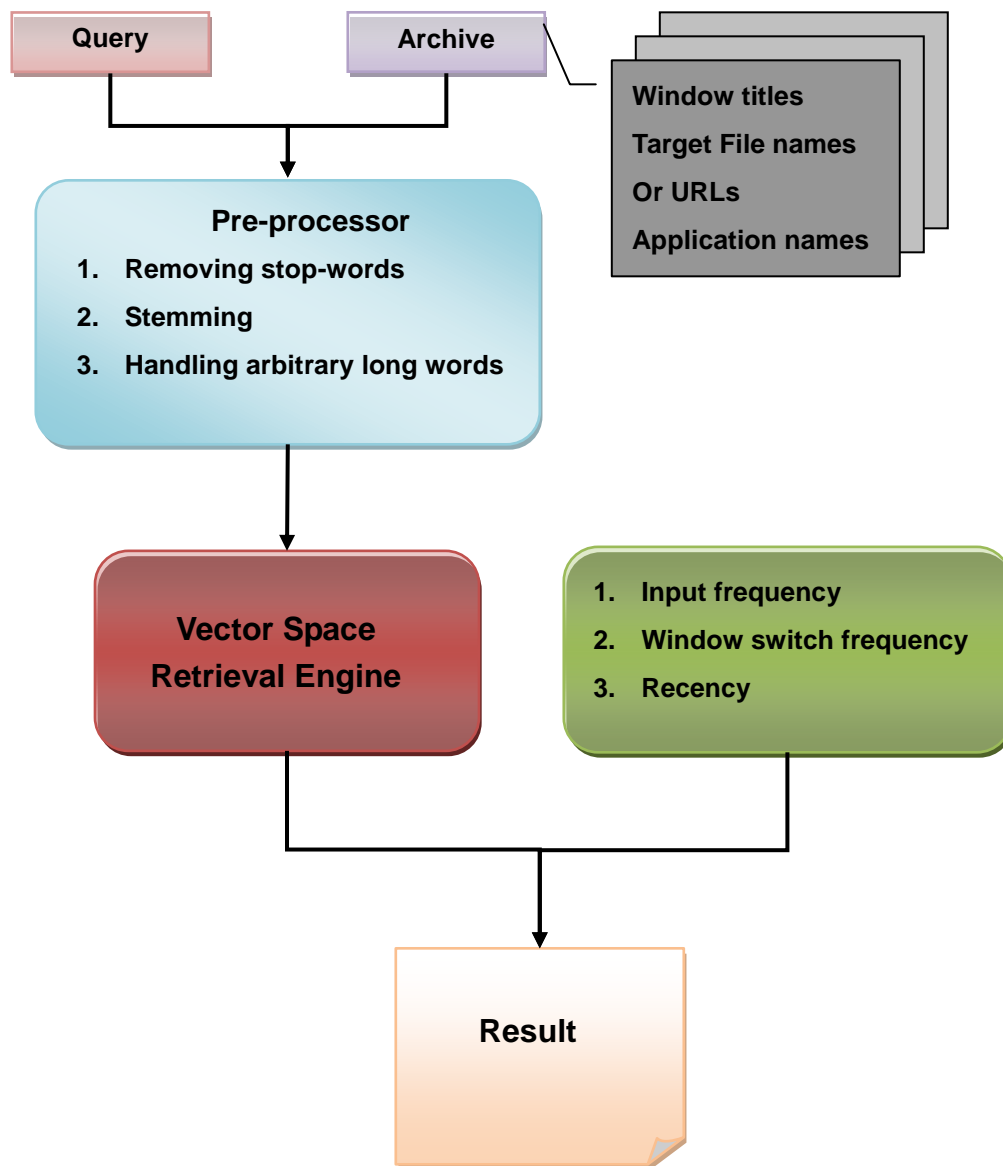 Query
Archive
Window titles
Target File names
Or URLs
Application names
Pre-processor
1. Removing stop-words
2. Stemming
3. Handling arbitrary long words
Vector Space
Retrieval Engine
1. Input frequency
2. Window switch frequency
3. Recency
Result